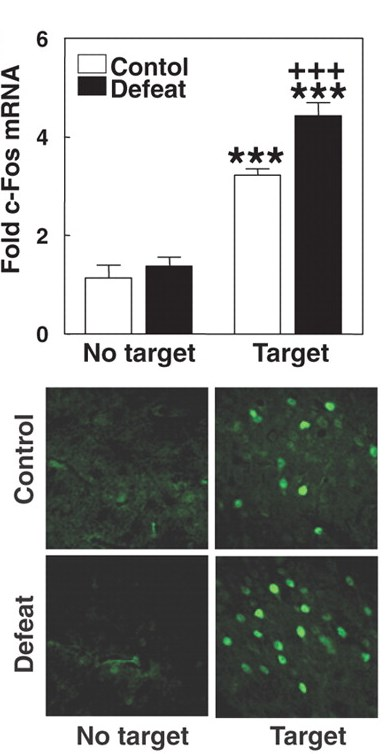 6
Contol
Defeat
+++
***
4
***
2
0
Fold c-Fos mRNA
No target
Target
Control
Defeat
No target
Target